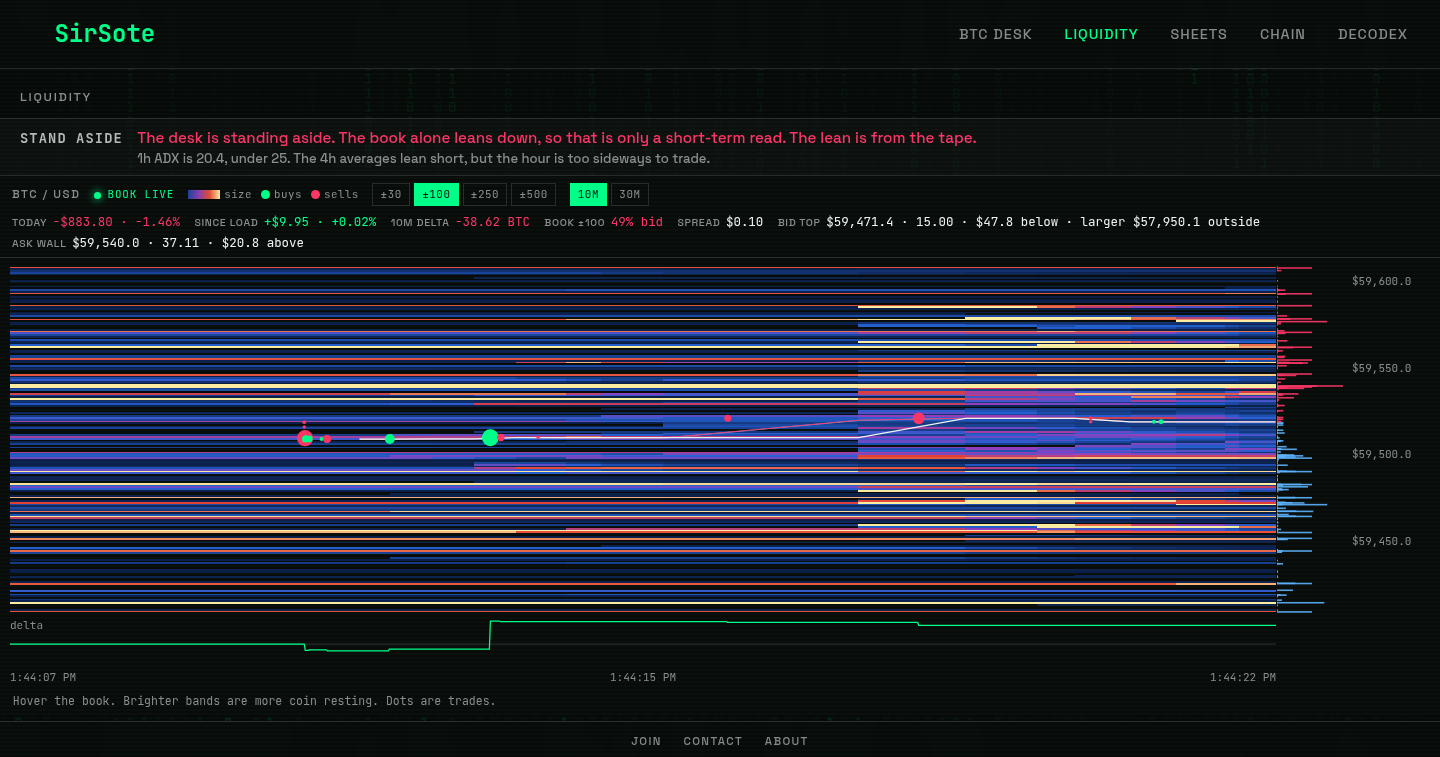 SirSote
BTC DESK LIQUIDITY SHEETS CHAIN DECODEX
LIQUIDITY
STAND ASIDE The desk is standing aside. The book alone leans down, so that is only a short-term read. The lean is from the tape.
1h ADX is 20.4, under 25. The 4h averages lean short, but the hour is too sideways to trade.
BTC / USD BOOK LIVE size buys sells ±30 ±100 ±250 ±500 10M 30M
TODAY -$883.80 · -1.46% SINCE LOAD +$9.95 · +0.02% 10M DELTA -38.62 BTC BOOK ±100 49% bid SPREAD $0.10 BID TOP $59,471.4 · 15.00 · $47.8 below · larger $57,950.1 outside
ASK WALL $59,540.0 · 37.11 · $20.8 above
$59,600.0
$59,550.0
$59,500.0
$59,450.0
delta
1:44:07 PM 1:44:15 PM 1:44:22 PM
Hover the book. Brighter bands are more coin resting. Dots are trades.
JOIN CONTACT ABOUT